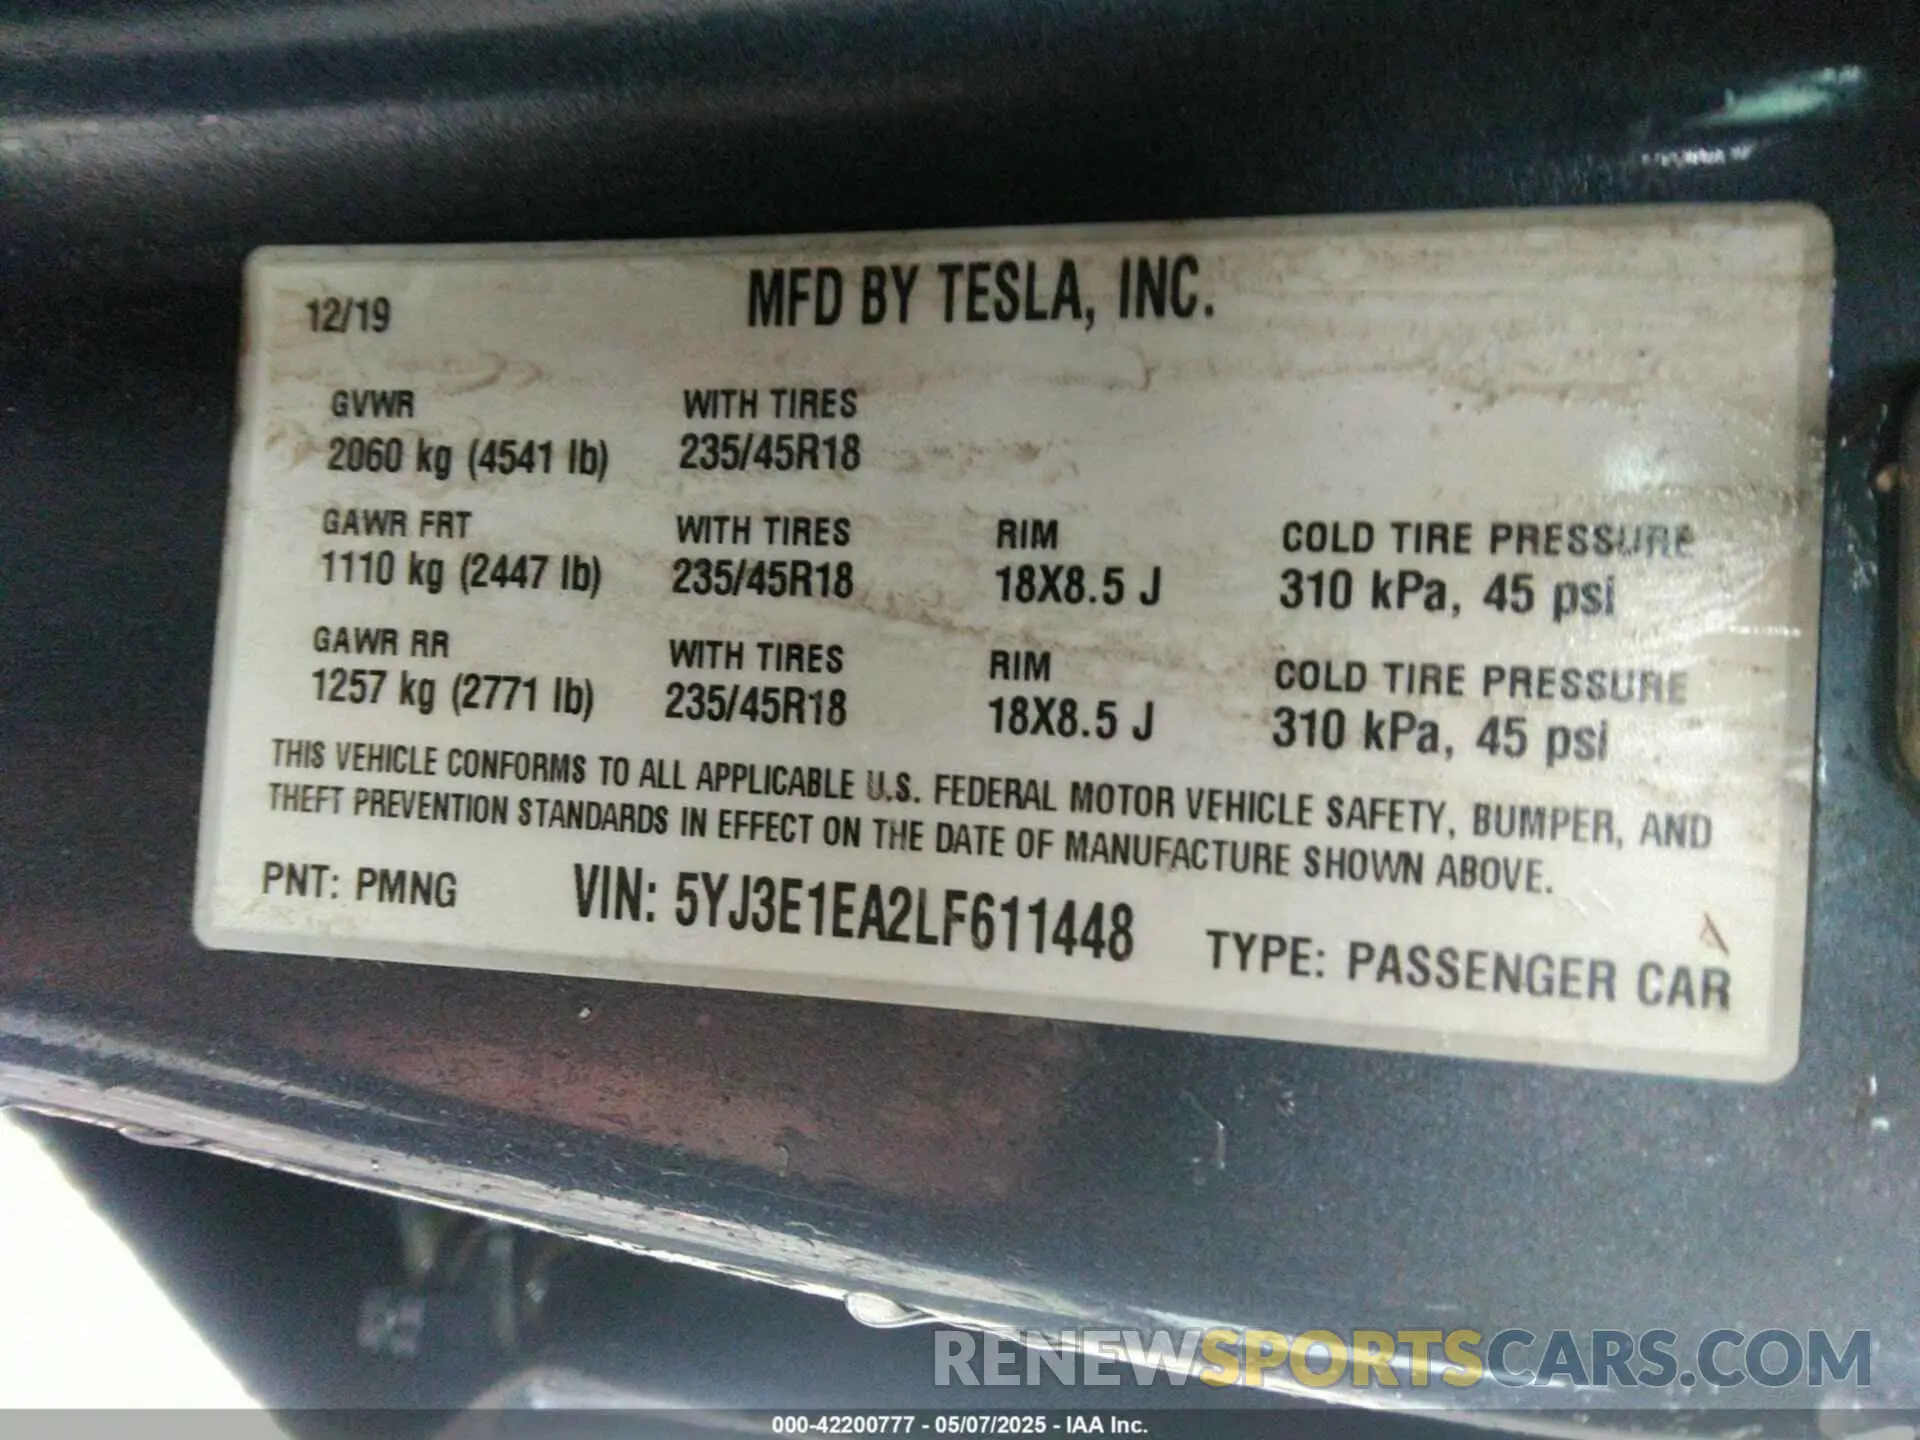 MFD BY TESLA, INC.
12/19
GVWR WITH TIRES
2060 kg (4541 lb) 235/45R18
GAWR FRT WITH TIRES RIM COLD TIRE PRESSURE
1110 kg (2447 lb) 235/45R18 18X8.5 J 310 kPa, 45 psi
GAWR RR WITH TIRES RIM COLD TIRE PRESSURE
1257 kg (2771 lb) 235/45R18 18X8.5 J 310 kPa, 45 psi
THIS VEHICLE CONFORMS TO ALL APPLICABLE U.S. FEDERAL MOTOR VEHICLE SAFETY, BUMPER, AND
THEFT PREVENTION STANDARDS IN EFFECT ON THE DATE OF MANUFACTURE SHOWN ABOVE.
PNT: PMNG VIN: 5YJ3E1EA2LF611448 TYPE: PASSENGER CAR
RENEWSPORTSCARS.COM
000-42200777 - 05/07/2025 - IAA Inc.